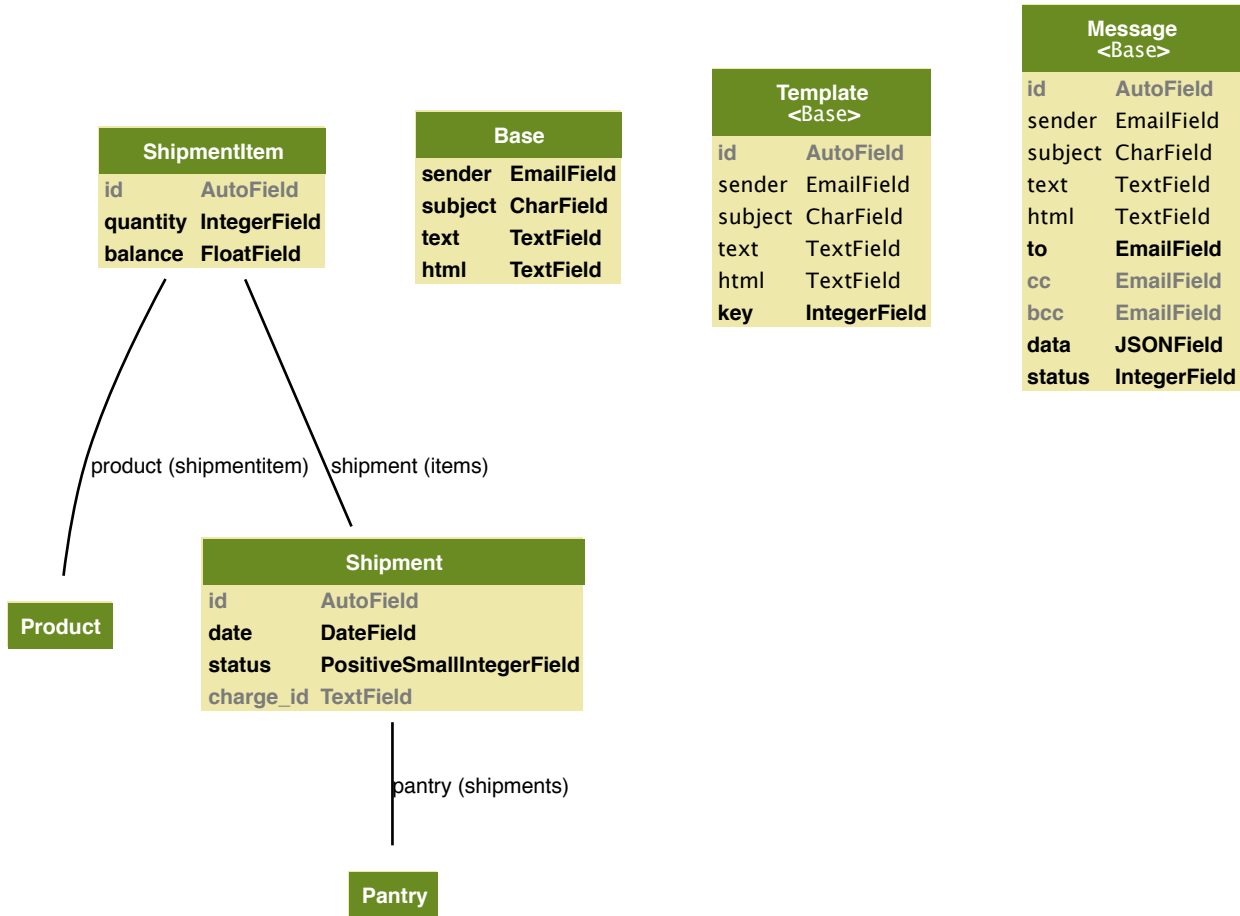 Message
<Base>
id AutoField
sender EmailField
subject CharField
text TextField
html TextField
to EmailField
cc EmailField
bcc EmailField
data JSONField
status IntegerField
Template
<Base>
id AutoField
sender EmailField
subject CharField
text TextField
html TextField
key IntegerField
Base
sender EmailField
subject CharField
text TextField
html TextField
ShipmentItem
id AutoField
quantity IntegerField
balance FloatField
product (shipmentitem)
shipment (items)
Shipment
id AutoField
date DateField
status PositiveSmallIntegerField
charge_id TextField
Product
pantry (shipments)
Pantry